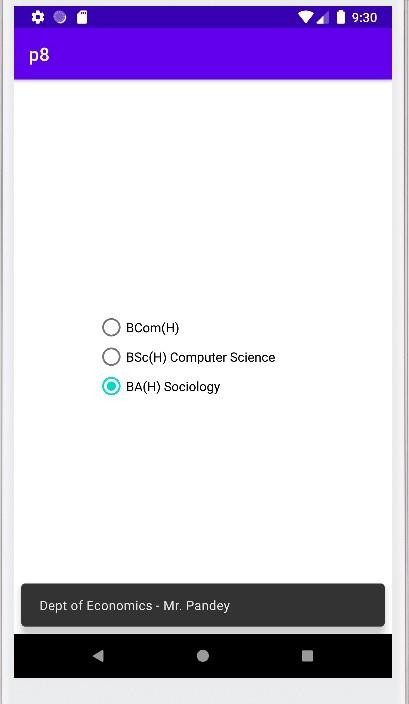 9:30
p8
BCom(H)
BSc(H) Computer Science
BA(H) Sociology
Dept of Economics - Mr. Pandey